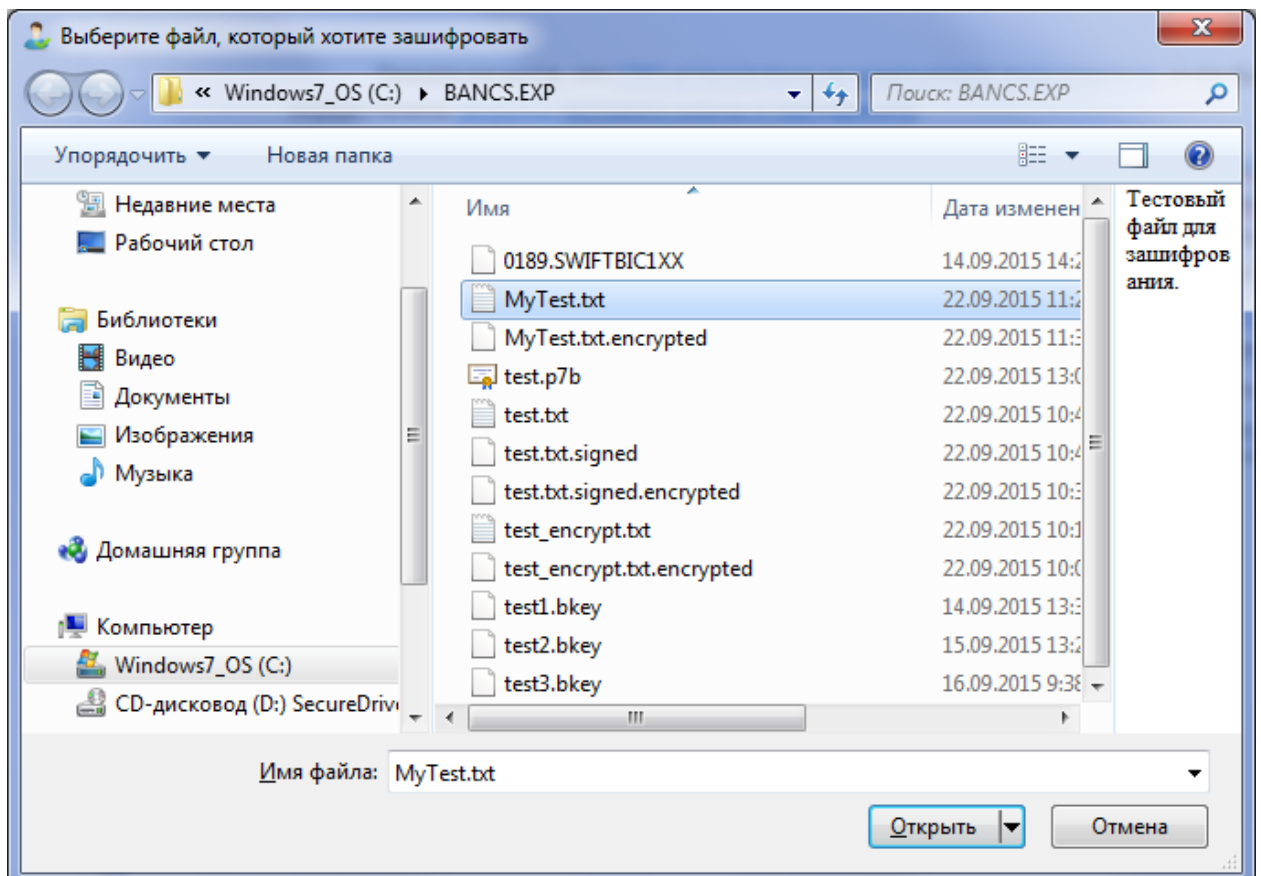 Выберите файл, который хотите зашифровать
« Windows7_OS (C:) BANCS.EXP
Поиск: BANCS.EXP
Упорядочить
Новая папка
Недавние места
Рабочий стол
Библиотеки
Видео
Документы
Изображения
Музыка
Домашняя группа
Компьютер
Windows7_OS (C:)
CD-дисковод (D:) SecureDriv
Имя Дата изменен
0189.SWIFTBIC1XX 14.09.2015 14:2
MyTest.txt 22.09.2015 11:2
MyTest.txt.encrypted 22.09.2015 11:3
test.p7b 22.09.2015 13:0
test.txt 22.09.2015 10:4
test.txt.signed 22.09.2015 10:4
test.txt.signed.encrypted 22.09.2015 10:3
test_encrypt.txt 22.09.2015 10:1
test_encrypt.txt.encrypted 22.09.2015 10:0
test1.bkey 14.09.2015 13:3
test2.bkey 15.09.2015 13:2
test3.bkey 16.09.2015 9:38
Тестовый
файл для
зашифров
ания.
Имя файла: MyTest.txt
Открыть
Отмена